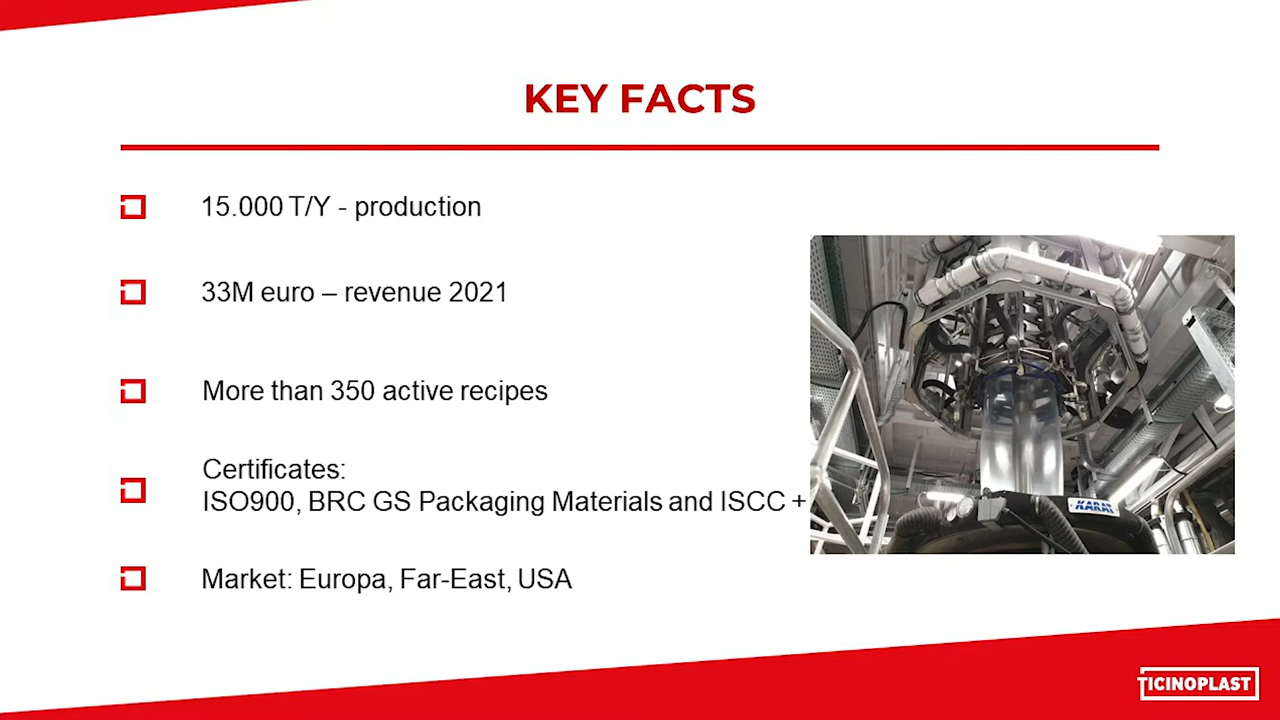 KEY FACTS
15.000 T/Y - production
33M euro – revenue 2021
More than 350 active recipes
Certificates:
ISO900, BRC GS Packaging Materials and ISCC +
KARAT
Market: Europa, Far-East, USA
TICINOPLAST